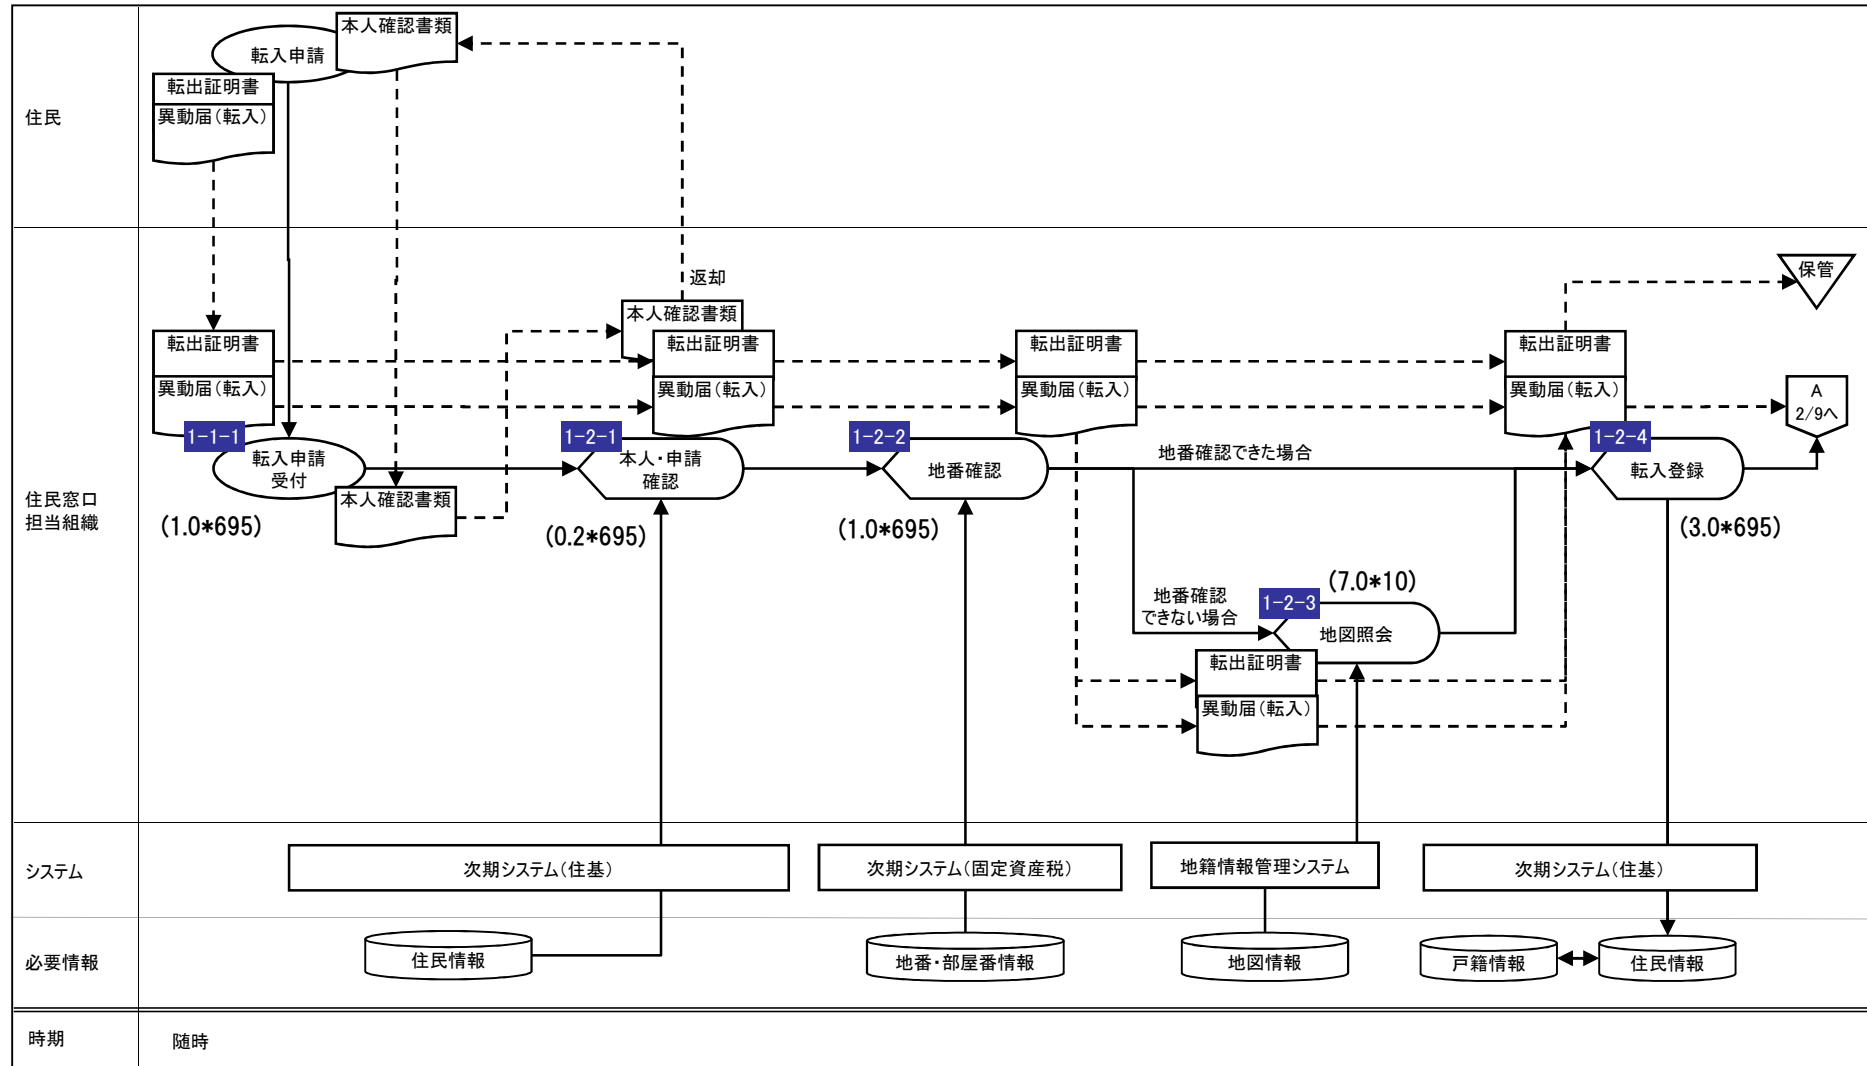 住民
転入申請
本人確認書類
転出証明書
異動届(転入)
住民窓口
担当組織
返却
保管
転出証明書
異動届(転入)
本人確認書類
転出証明書
異動届(転入)
転出証明書
異動届(転入)
転出証明書
異動届(転入)
A
2/9へ
1-1-1
転入申請
受付
(1.0*695)
本人確認書類
1-2-1
本人・申請
確認
(0.2*695)
1-2-2
地番確認
(1.0*695)
地番確認できた場合
地番確認
できない場合
1-2-3
地図照会
(7.0*10)
転出証明書
異動届(転入)
1-2-4
転入登録
(3.0*695)
システム
次期システム(住基)
次期システム(固定資産税)
地籍情報管理システム
次期システム(住基)
必要情報
住民情報
地番・部屋番情報
地図情報
戸籍情報
住民情報
時期
随時